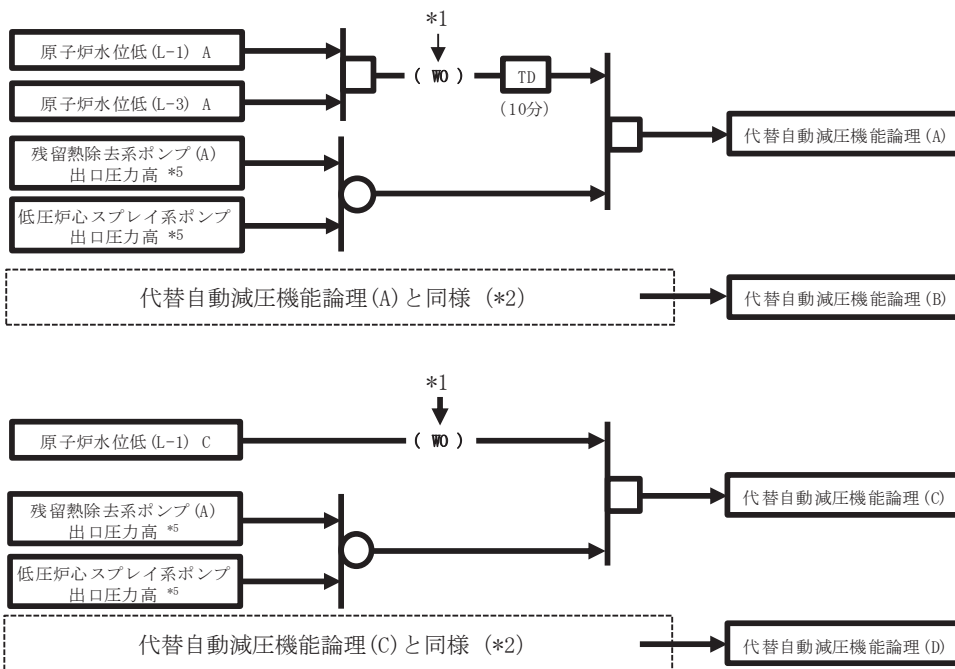 *1
原子炉水位低(L-1) A
( WO )
TD
原子炉水位低(L-3) A
(10分)
代替自動減圧機能論理(A)
残留熱除去系ポンプ(A)
出口圧力高 *5
低圧炉心スプレイ系ポンプ
出口圧力高 *5
代替自動減圧機能論理(A)と同様 (*2)
代替自動減圧機能論理(B)
*1
原子炉水位低(L-1) C
( WO )
残留熱除去系ポンプ(A)
出口圧力高 *5
代替自動減圧機能論理(C)
低圧炉心スプレイ系ポンプ
出口圧力高 *5
代替自動減圧機能論理(C)と同様 (*2)
代替自動減圧機能論理(D)